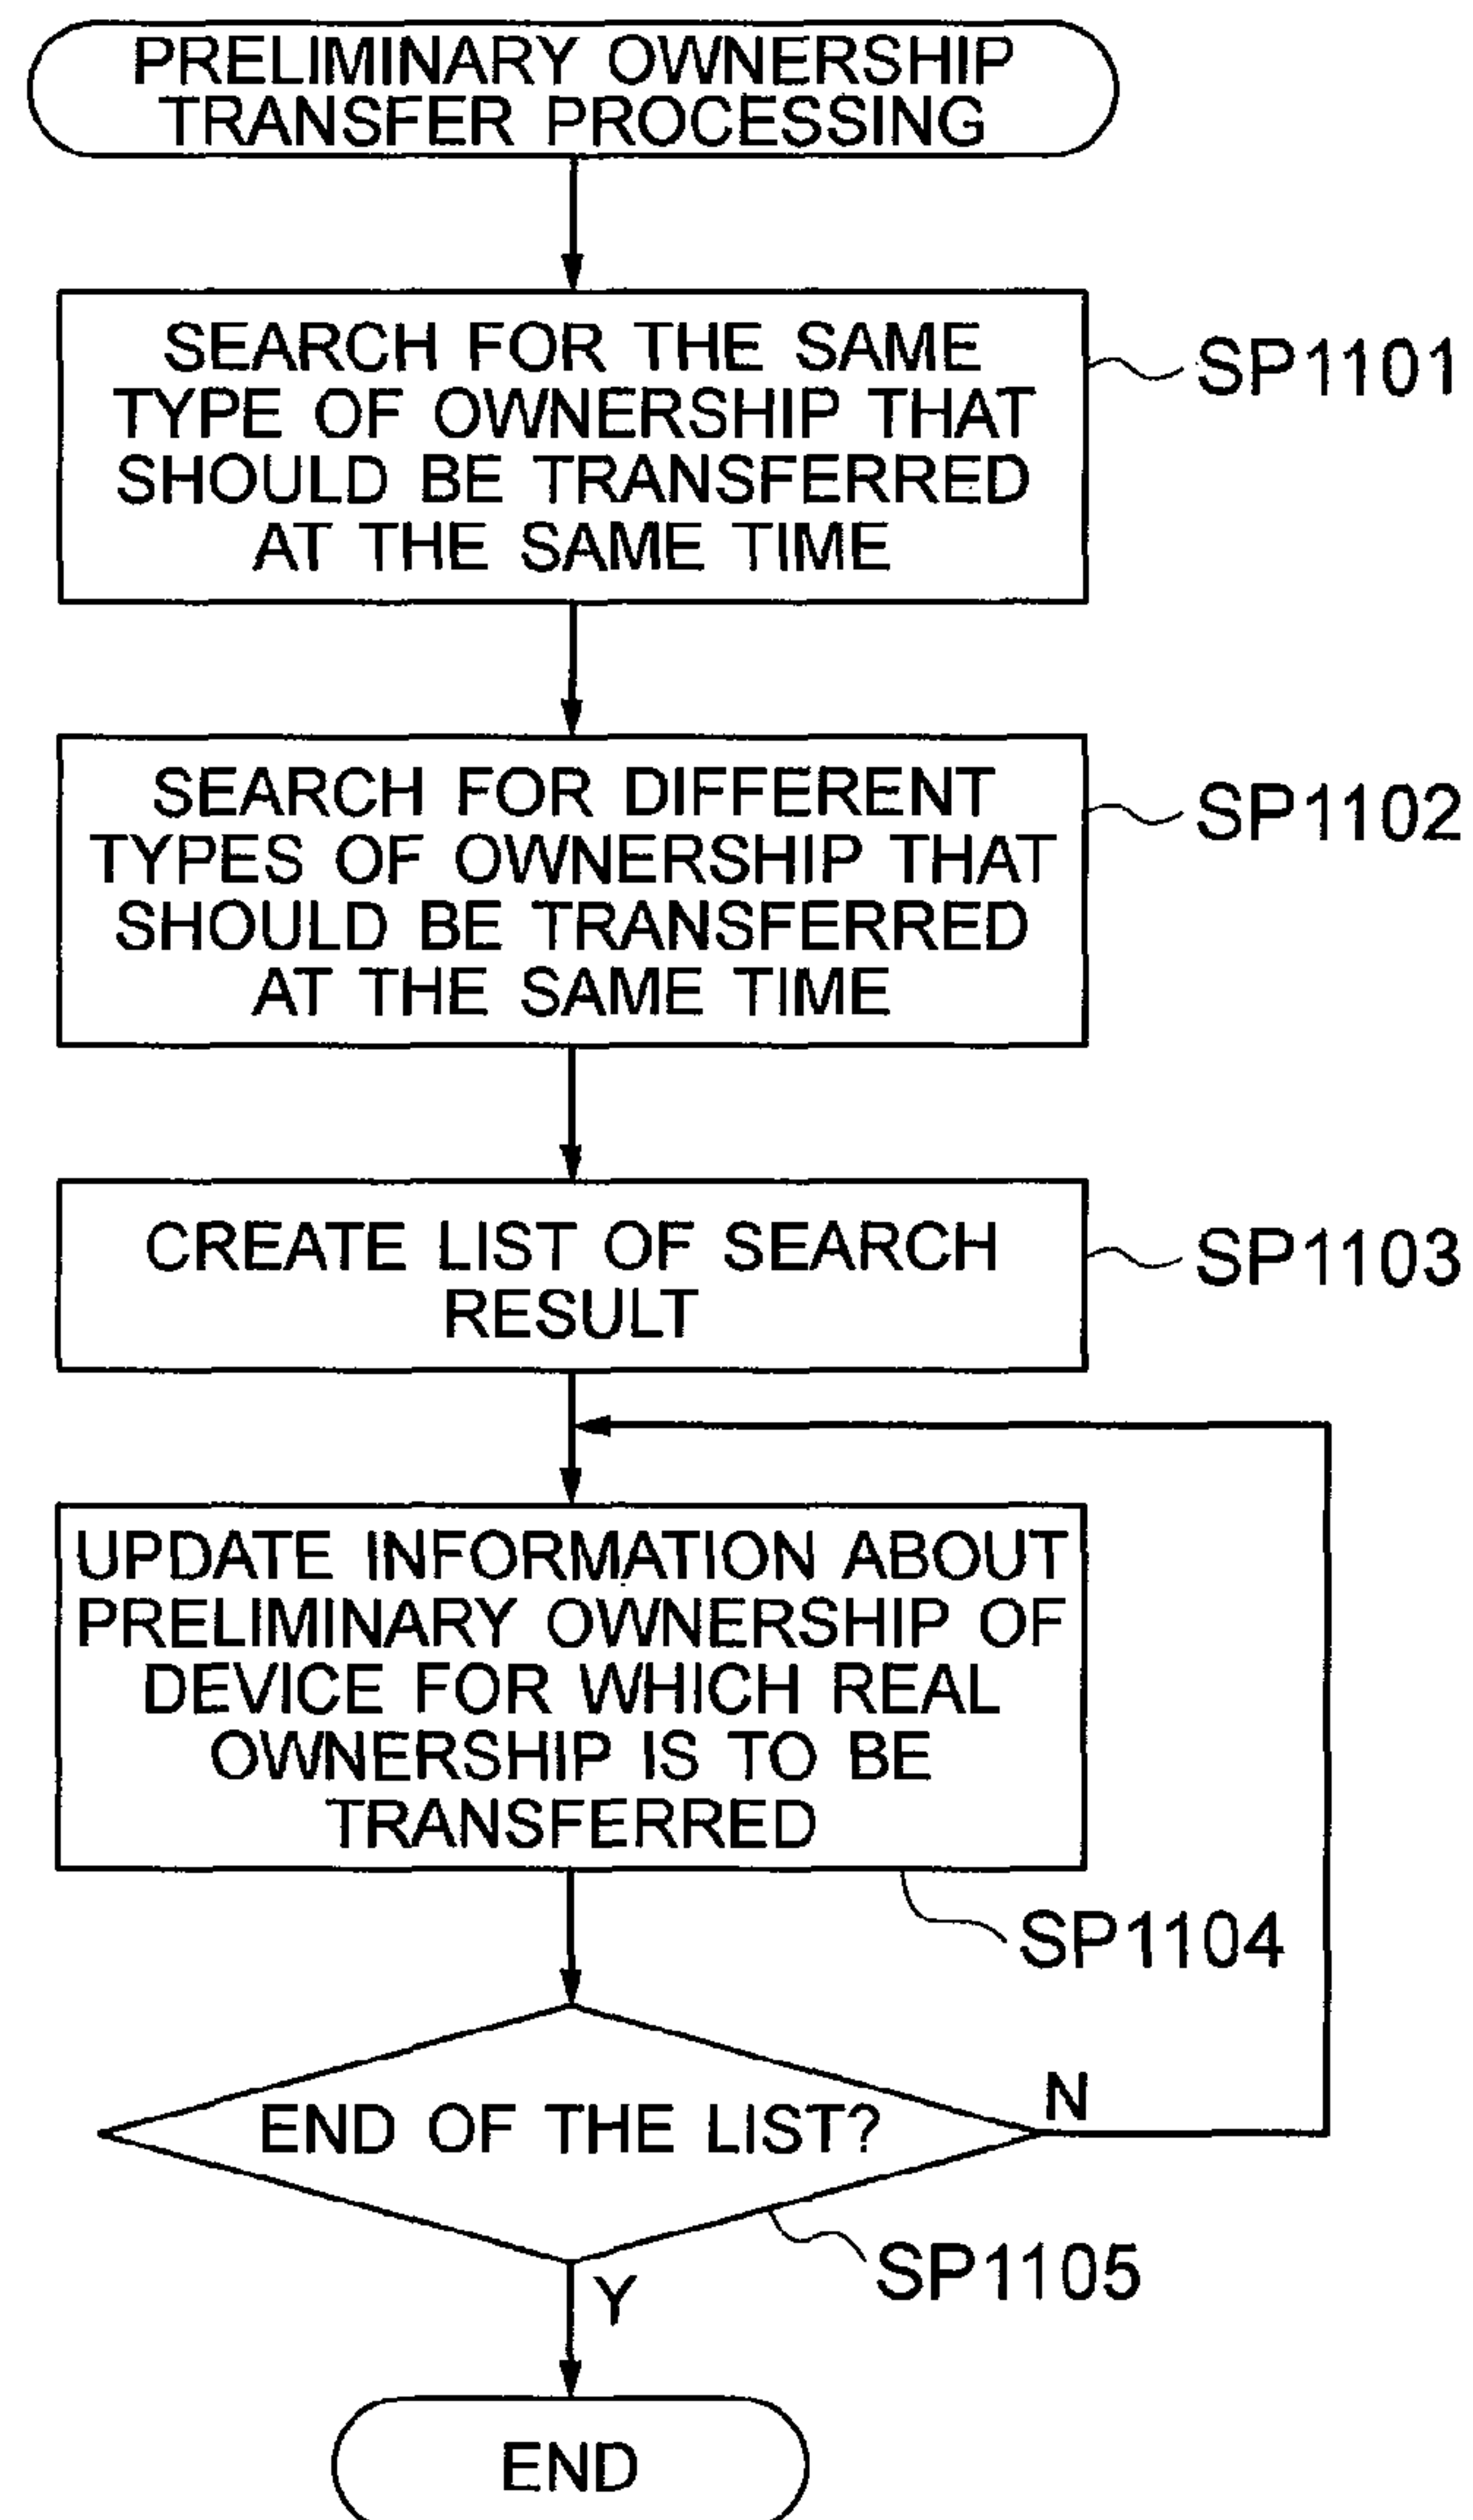 PRELIMINARY OWNERSHIP
TRANSFER PROCESSING
SEARCH FOR THE SAME
TYPE OF OWNERSHIP THAT
SHOULD BE TRANSFERRED
AT THE SAME TIME
SP1101
SEARCH FOR DIFFERENT
TYPES OF OWNERSHIP THAT
SHOULD BE TRANSFERRED
AT THE SAME TIME
SP1102
CREATE LIST OF SEARCH
RESULT
SP1103
UPDATE INFORMATION ABOUT
PRELIMINARY OWNERSHIP OF
DEVICE FOR WHICH REAL
OWNERSHIP IS TO BE
TRANSFERRED
SP1104
END OF THE LIST?
N
SP1105
Y
END